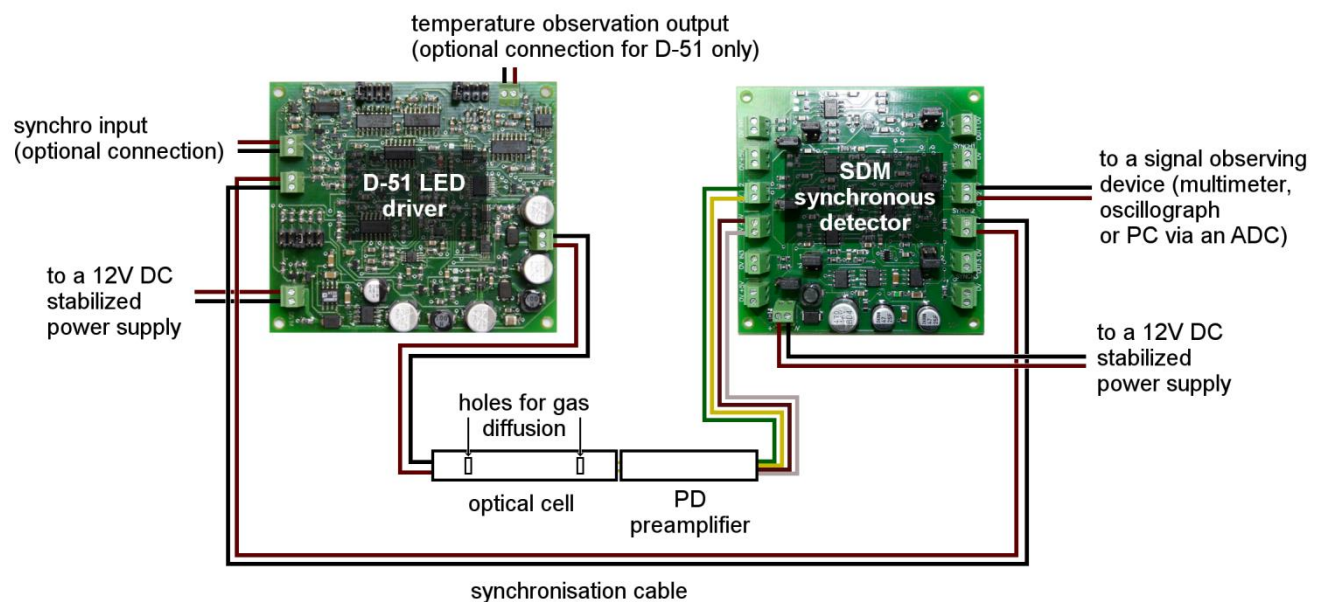 temperature observation output
(optional connection for D-51 only)
synchro input
(optional connection)
D-51 LED
driver
to a 12V DC
stabilized
power supply
SDM
synchronous
detector
to a signal observing
device (multimeter,
oscillograph
or PC via an ADC)
to a 12V DC
stabilized
power supply
holes for gas
diffusion
optical cell
PD
preamplifier
synchronisation cable